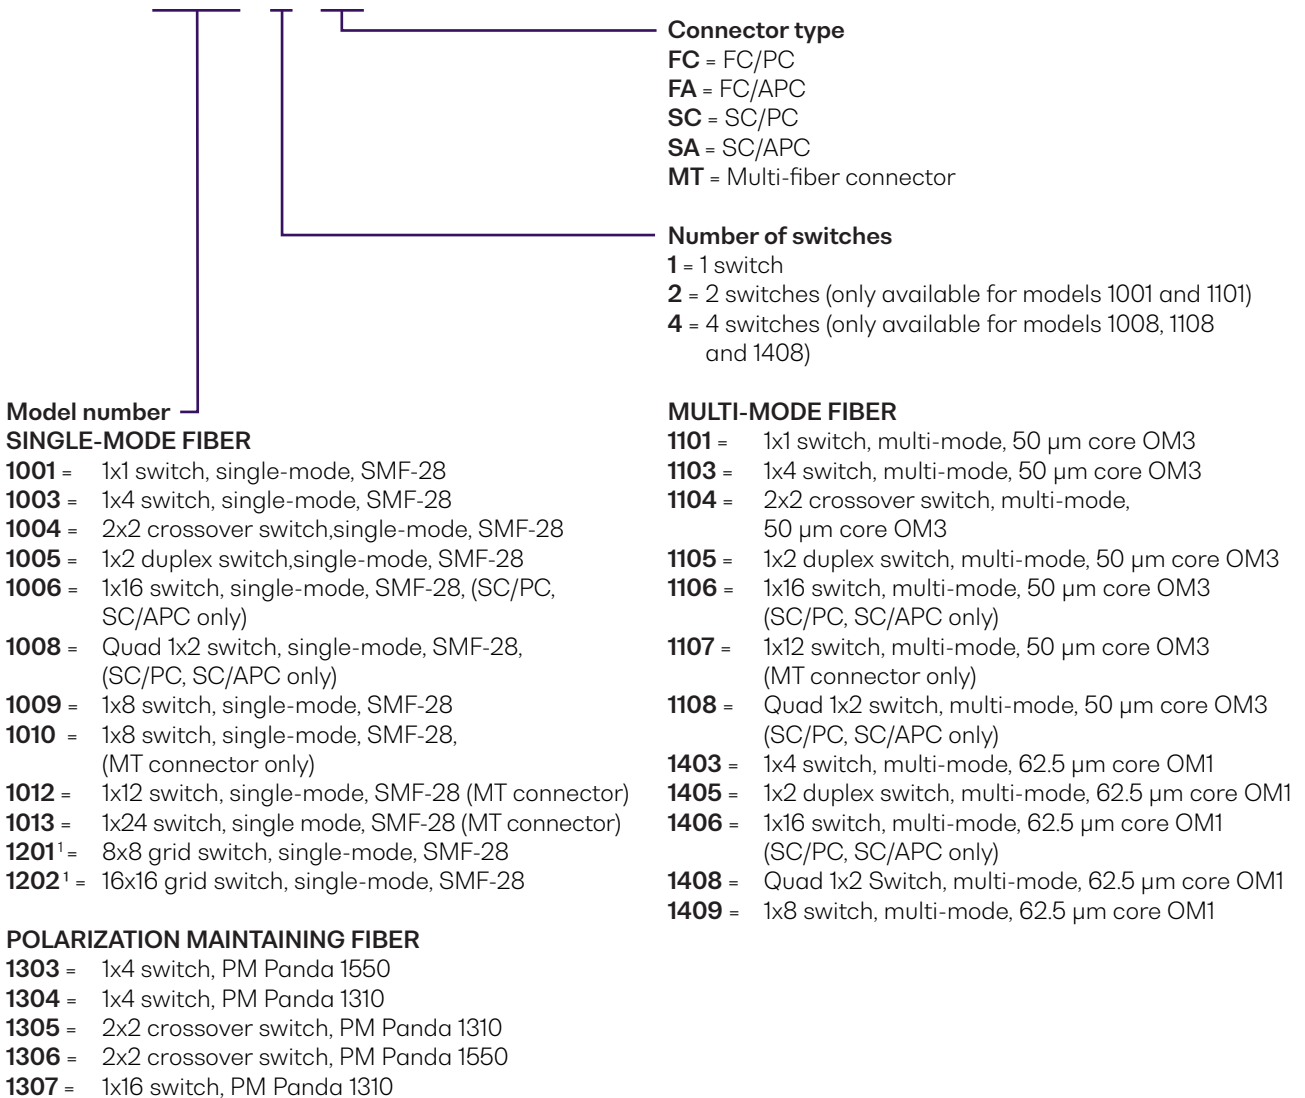 Connector type
FC = FC/PC
FA = FC/APC
SC = SC/PC
SA = SC/APC
MT = Multi-fiber connector
Number of switches
1 = 1 switch
2 = 2 switches (only available for models 1001 and 1101)
4 = 4 switches (only available for models 1008, 1108
and 1408)
Model number
SINGLE-MODE FIBER
1001 = 1x1 switch, single-mode, SMF-28
1003 = 1x4 switch, single-mode, SMF-28
1004 = 2x2 crossover switch,single-mode, SMF-28
1005 = 1x2 duplex switch,single-mode, SMF-28
1006 = 1x16 switch, single-mode, SMF-28, (SC/PC,
SC/APC only)
1008 = Quad 1x2 switch, single-mode, SMF-28,
(SC/PC, SC/APC only)
1009 = 1x8 switch, single-mode, SMF-28
1010 = 1x8 switch, single-mode, SMF-28,
(MT connector only)
1012 = 1x12 switch, single-mode, SMF-28 (MT connector)
1013 = 1x24 switch, single mode, SMF-28 (MT connector)
1201¹ = 8x8 grid switch, single-mode, SMF-28
1202¹ = 16x16 grid switch, single-mode, SMF-28
POLARIZATION MAINTAINING FIBER
1303 = 1x4 switch, PM Panda 1550
1304 = 1x4 switch, PM Panda 1310
1305 = 2x2 crossover switch, PM Panda 1310
1306 = 2x2 crossover switch, PM Panda 1550
1307 = 1x16 switch, PM Panda 1310
MULTI-MODE FIBER
1101 = 1x1 switch, multi-mode, 50 µm core OM3
1103 = 1x4 switch, multi-mode, 50 µm core OM3
1104 = 2x2 crossover switch, multi-mode,
50 µm core OM3
1105 = 1x2 duplex switch, multi-mode, 50 µm core OM3
1106 = 1x16 switch, multi-mode, 50 µm core OM3
(SC/PC, SC/APC only)
1107 = 1x12 switch, multi-mode, 50 µm core OM3
(MT connector only)
1108 = Quad 1x2 switch, multi-mode, 50 µm core OM3
(SC/PC, SC/APC only)
1403 = 1x4 switch, multi-mode, 62.5 µm core OM1
1405 = 1x2 duplex switch, multi-mode, 62.5 µm core OM1
1406 = 1x16 switch, multi-mode, 62.5 µm core OM1
(SC/PC, SC/APC only)
1408 = Quad 1x2 Switch, multi-mode, 62.5 µm core OM1
1409 = 1x8 switch, multi-mode, 62.5 µm core OM1